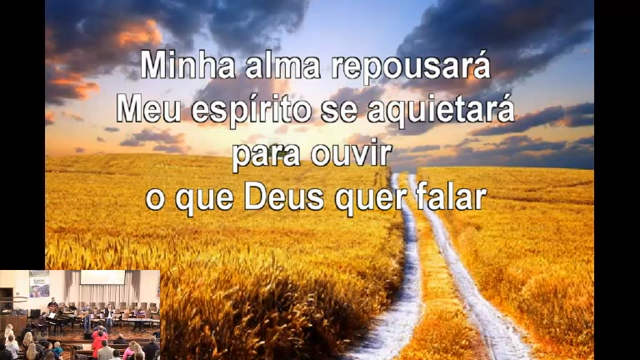 Minha alma repousará
Meu espírito se aquietará
para ouvir
o que Deus quer falar